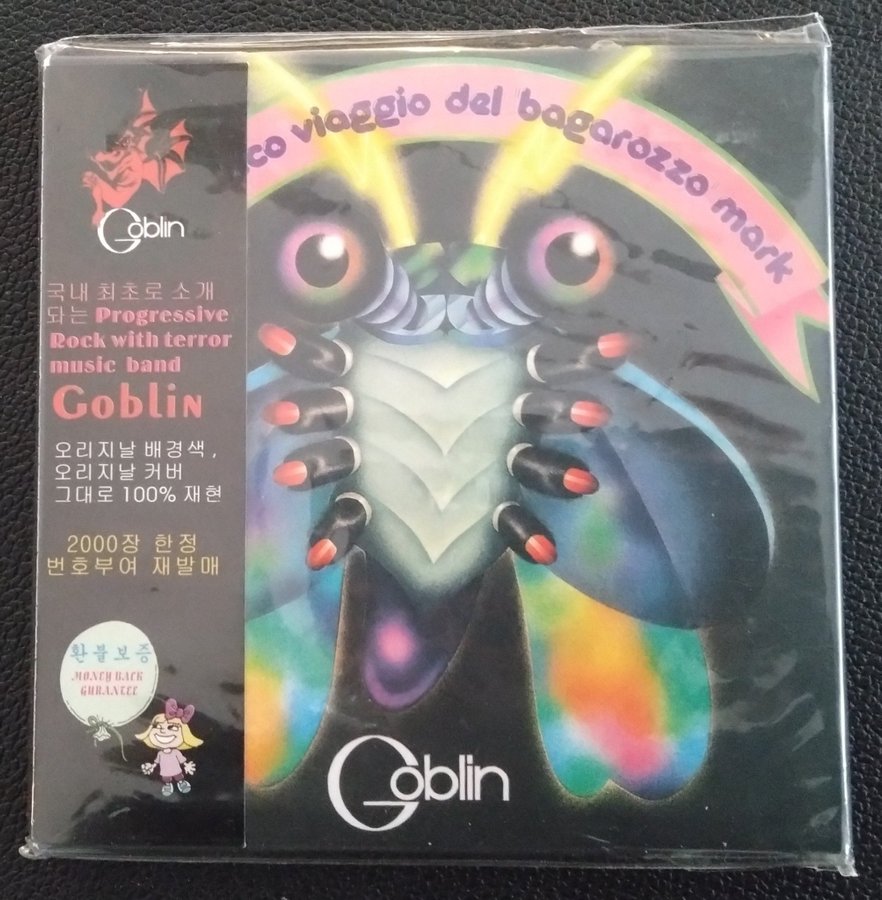 Goblin
국내 최초로 소개
돠는 Progressive
Rock with terror
music band
Goblin
오리지날 배경색 ,
오리지날 커버
그대로 100% 재현
2000장 한정
번호부여 재발매
환불보증
MONEY BACK
GURANTEE
co viaggio del bagarozzo mark
Goblin